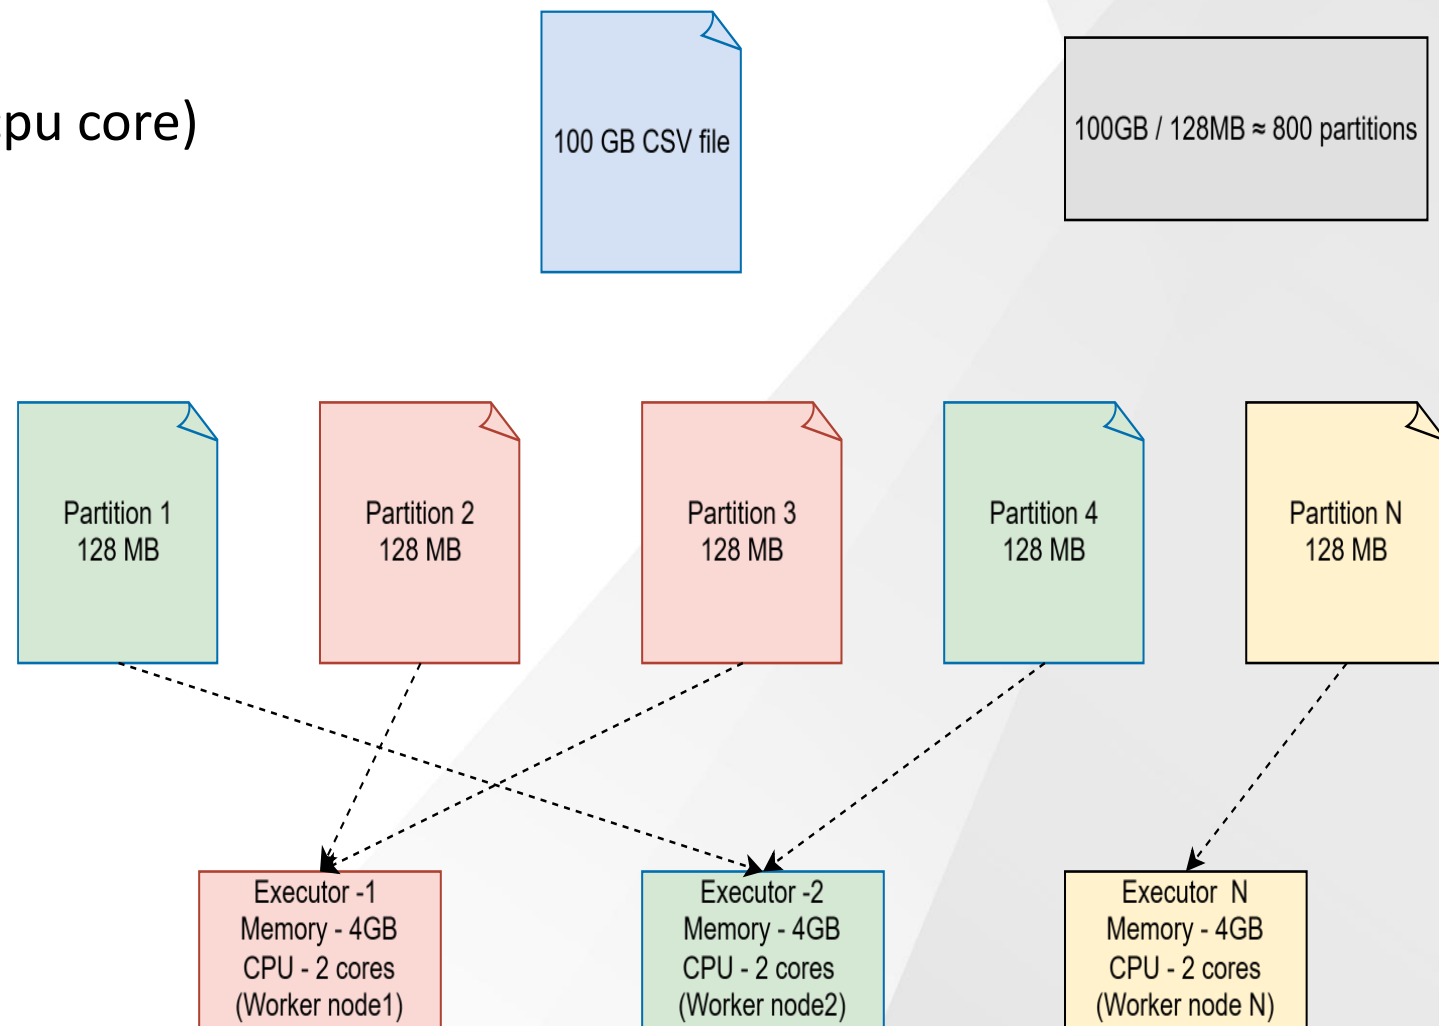 cpu core)
100 GB CSV file
100GB / 128MB ≈ 800 partitions
Partition 1
128 MB
Partition 2
128 MB
Partition 3
128 MB
Partition 4
128 MB
Partition N
128 MB
Executor -1
Memory - 4GB
CPU - 2 cores
(Worker node1)
Executor -2
Memory - 4GB
CPU - 2 cores
(Worker node2)
Executor  N
Memory - 4GB
CPU - 2 cores
(Worker node N)